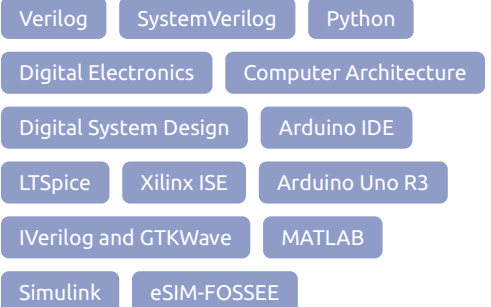 Verilog SystemVerilog Python
Digital Electronics Computer Architecture
Digital System Design Arduino IDE
LTSpice Xilinx ISE Arduino Uno R3
IVerilog and GTKWave MATLAB
Simulink eSIM-FOSSEE